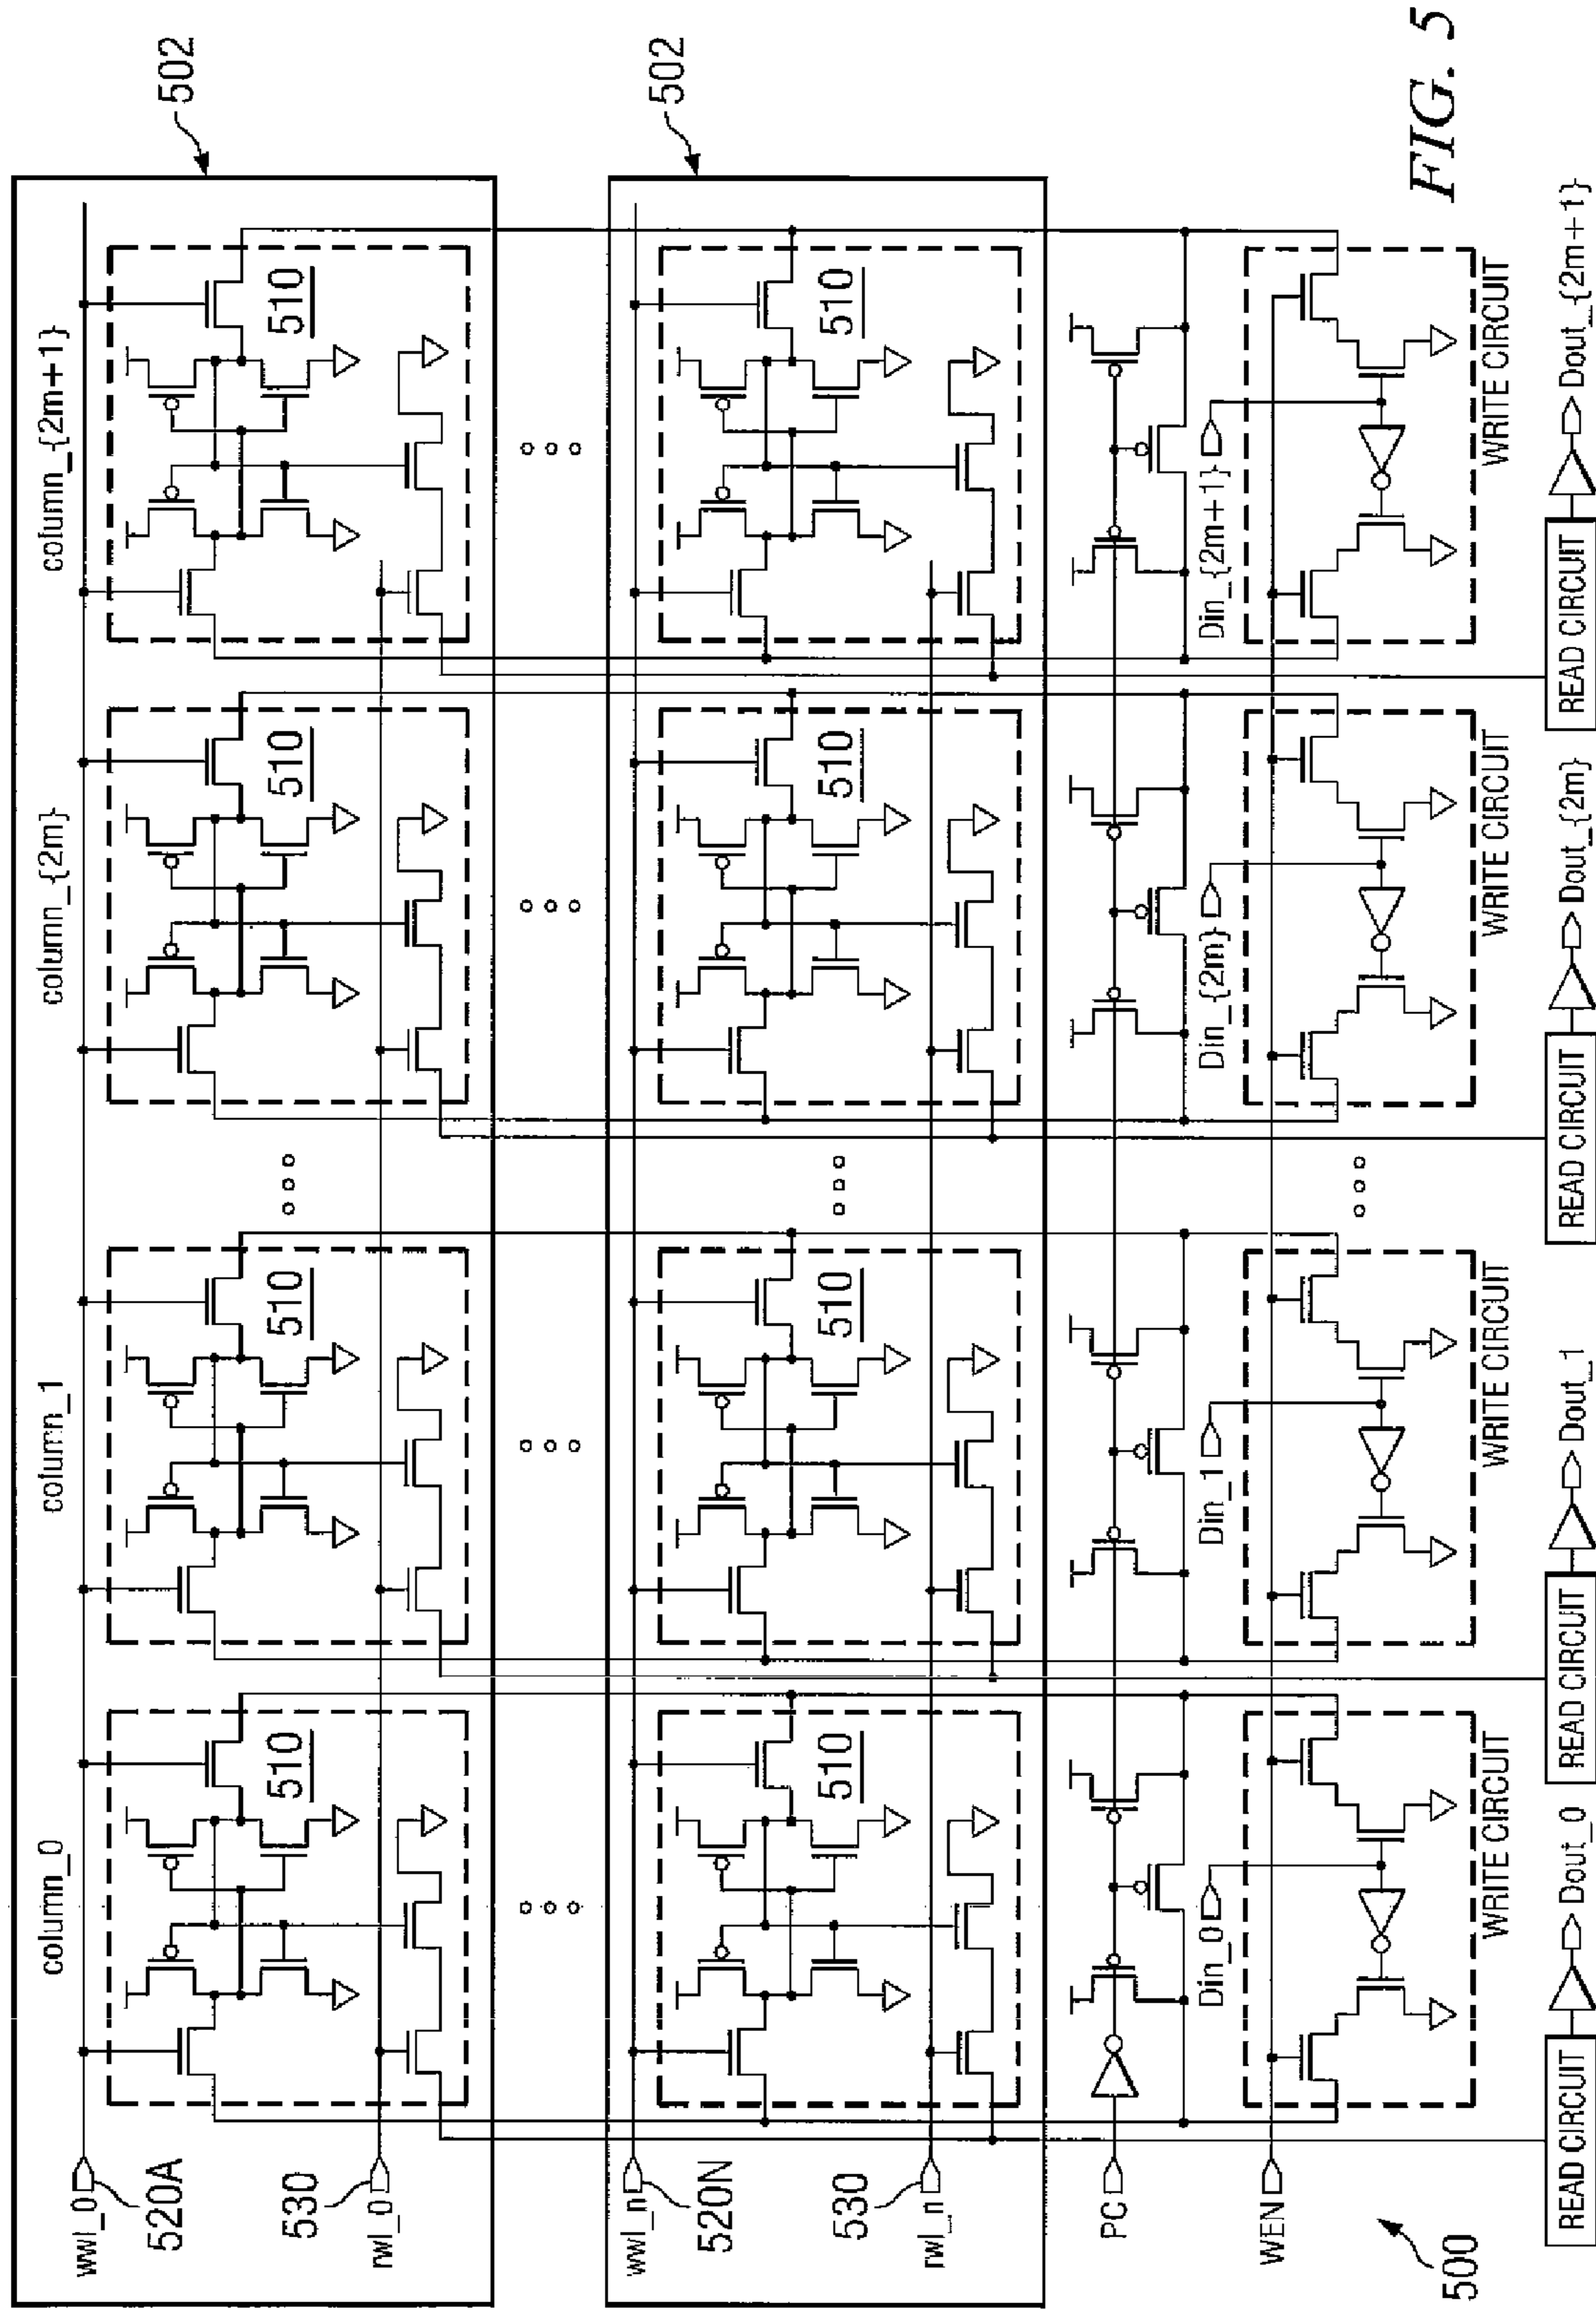 column_0
column_1
column_{2m}
column_{2m+1}
502
wwl_0
520A
510
510
510
510
530
rwl_0
502
wwl_n
520N
510
510
510
510
530
rwl_n
PC
Din_0
Din_1
Din_{2m}
Din_{2m+1}
WEN
WRITE CIRCUIT
WRITE CIRCUIT
WRITE CIRCUIT
WRITE CIRCUIT
500
READ CIRCUIT
Dout_0
READ CIRCUIT
Dout_1
READ CIRCUIT
Dout_{2m}
READ CIRCUIT
Dout_{2m+1}
FIG. 5